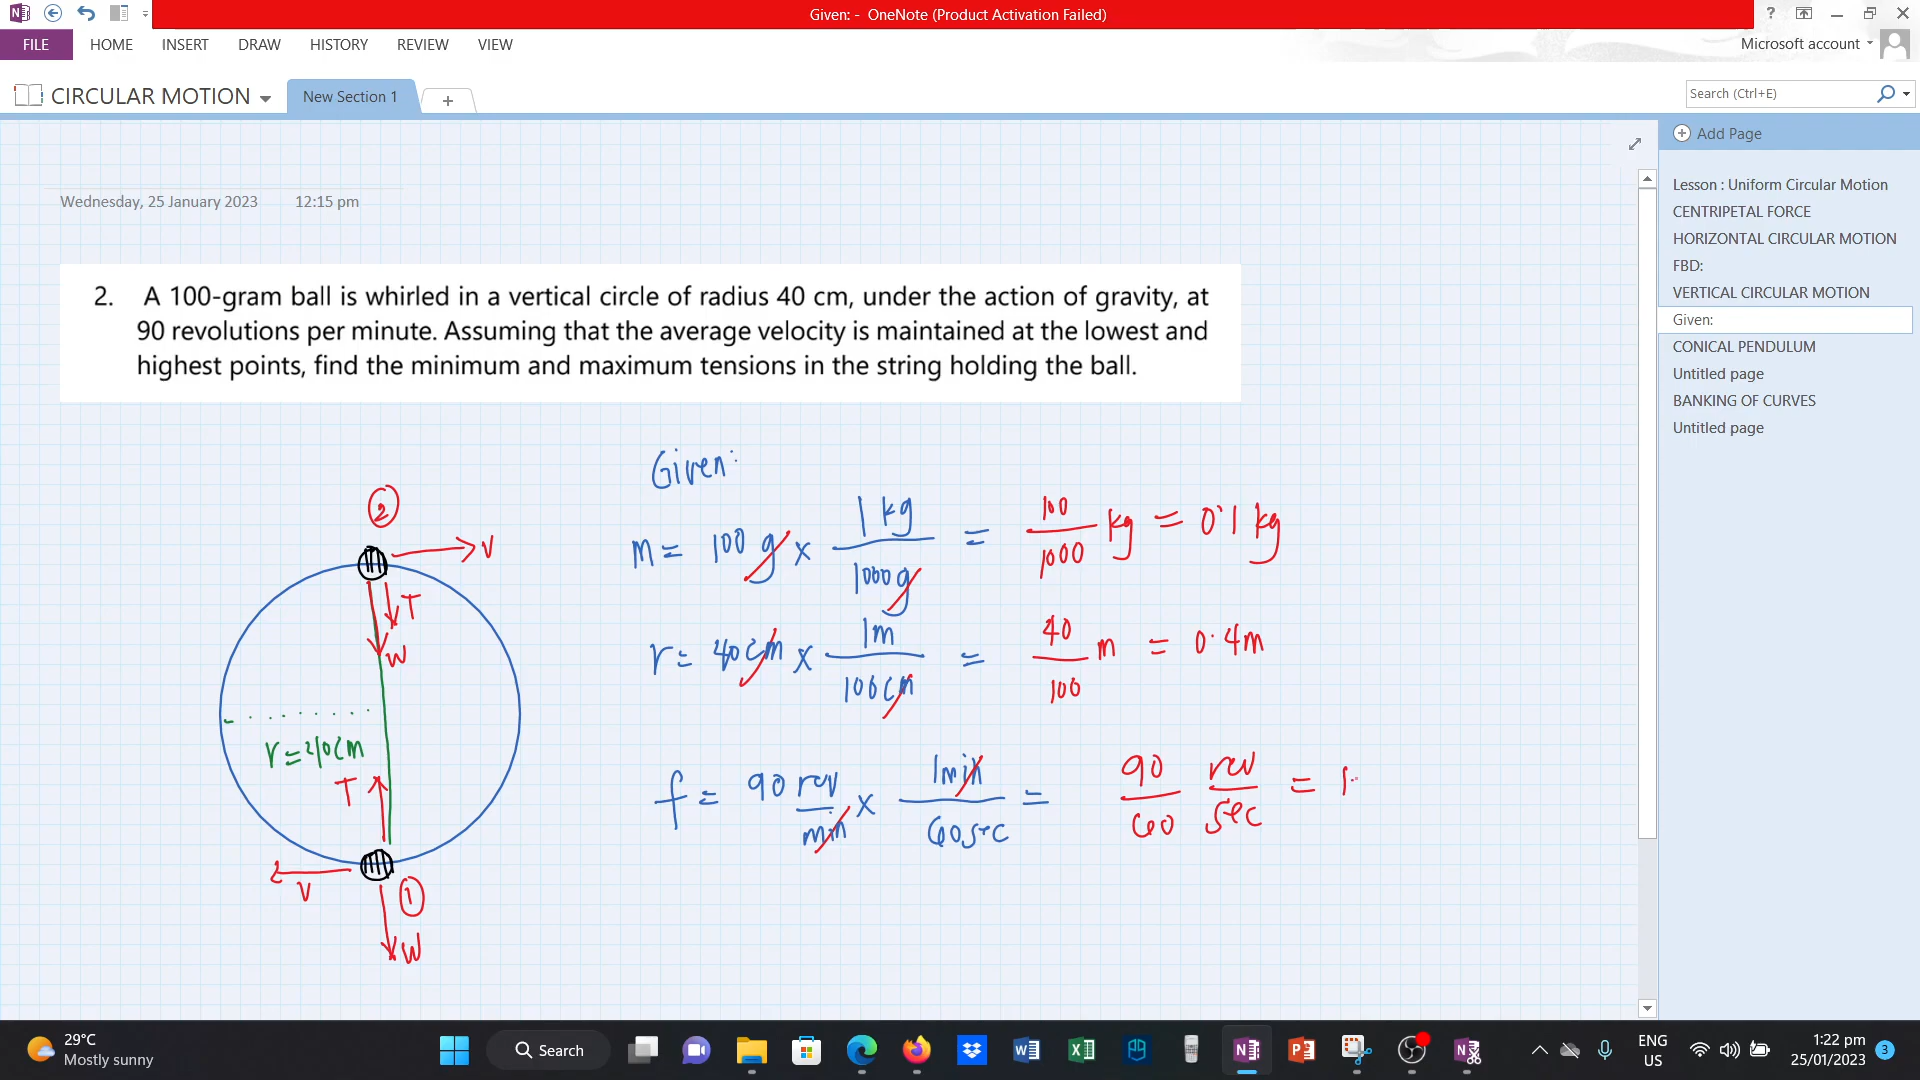 Given: - OneNote (Product Activation Failed)
?
FILE HOME INSERT DRAW HISTORY REVIEW VIEW
Microsoft account
CIRCULAR MOTION
New Section 1
+
Search (Ctrl+E)
Add Page
Wednesday, 25 January 2023 12:15 pm
Lesson : Uniform Circular Motion
CENTRIPETAL FORCE
HORIZONTAL CIRCULAR MOTION
FBD:
VERTICAL CIRCULAR MOTION
Given:
CONICAL PENDULUM
Untitled page
BANKING OF CURVES
Untitled page
2. A 100-gram ball is whirled in a vertical circle of radius 40 cm, under the action of gravity, at
90 revolutions per minute. Assuming that the average velocity is maintained at the lowest and
highest points, find the minimum and maximum tensions in the string holding the ball.
Given:
m = 100 g x 1 kg / 1000 g = 100 / 1000 kg = 0.1 kg
r = 40 cm x 1m / 100 cm = 40 / 100 m = 0.4 m
f = 90 rev / min x 1 min / 60 sec = 90 / 60 rev / sec = 1.
2
V
T
W
r = 40 cm
T
V
1
W
29°C
Mostly sunny
Search
ENG
US
1:22 pm
25/01/2023
3